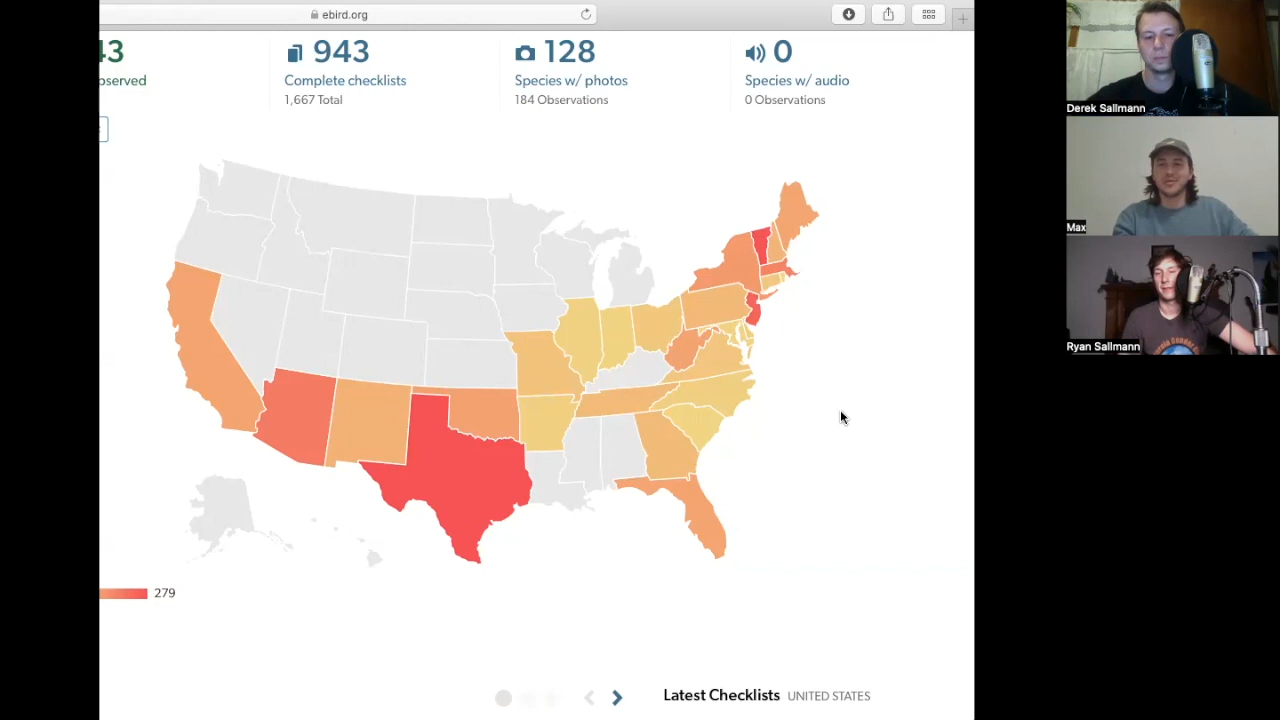 ebird.org
43
943
128
0
Complete checklists
Species w/ photos
Species w/ audio
1,667 Total
184 Observations
0 Observations
279
Latest Checklists UNITED STATES
Derek Sallmann
Max
Ryan Sallmann